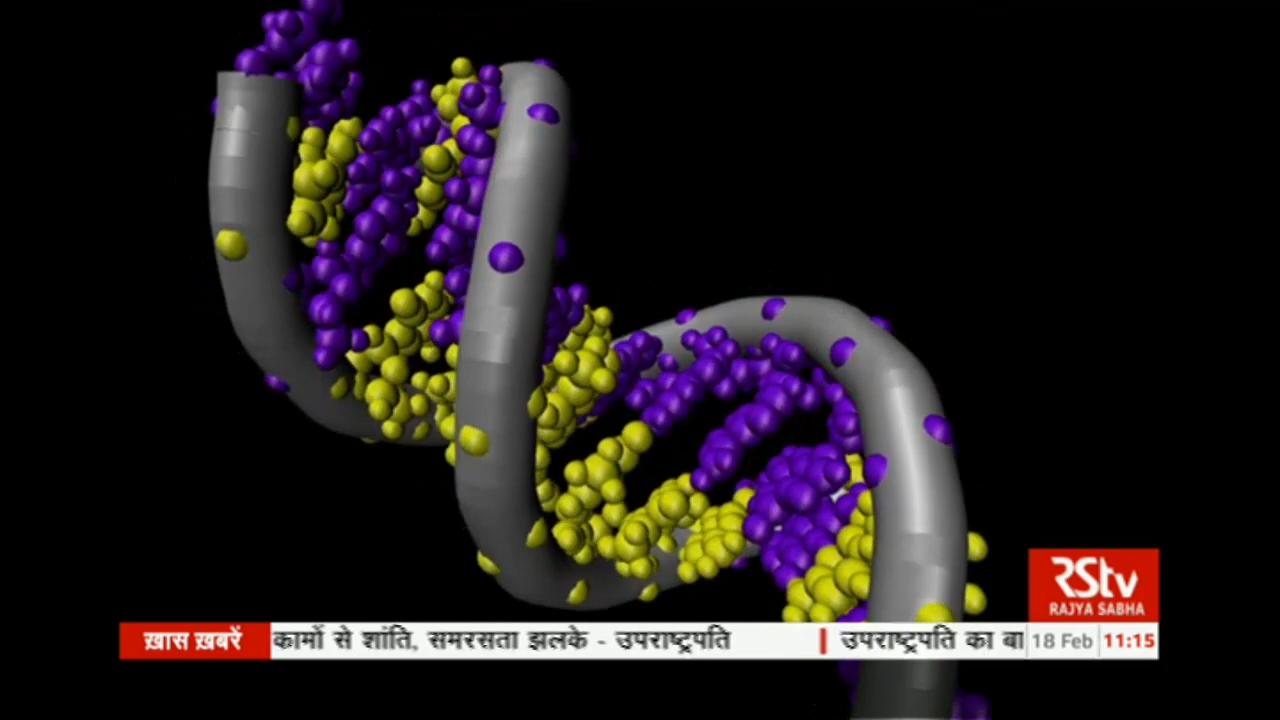 RStv
RAJYA SABHA
ख़ास ख़बरें कामों से शांति, समरसता झलके - उपराष्ट्रपति | उपराष्ट्रपति का बा 18 Feb 11:15